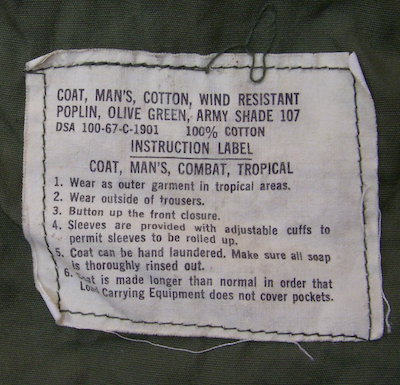 COAT, MAN'S, COTTON, WIND RESISTANT
POPLIN, OLIVE GREEN, ARMY SHADE 107
DSA 100-67-C-1901 100% COTTON
INSTRUCTION LABEL
COAT, MAN'S, COMBAT, TROPICAL
1. Wear as outer garment in tropical areas.
2. Wear outside of trousers.
3. Button up the front closure.
4. Sleeves are provided with adjustable cuffs to
permit sleeves to be rolled up.
5. Coat can be hand laundered. Make sure all soap
is thoroughly rinsed out.
6. Coat is made longer than normal in order that
Load Carrying Equipment does not cover pockets.